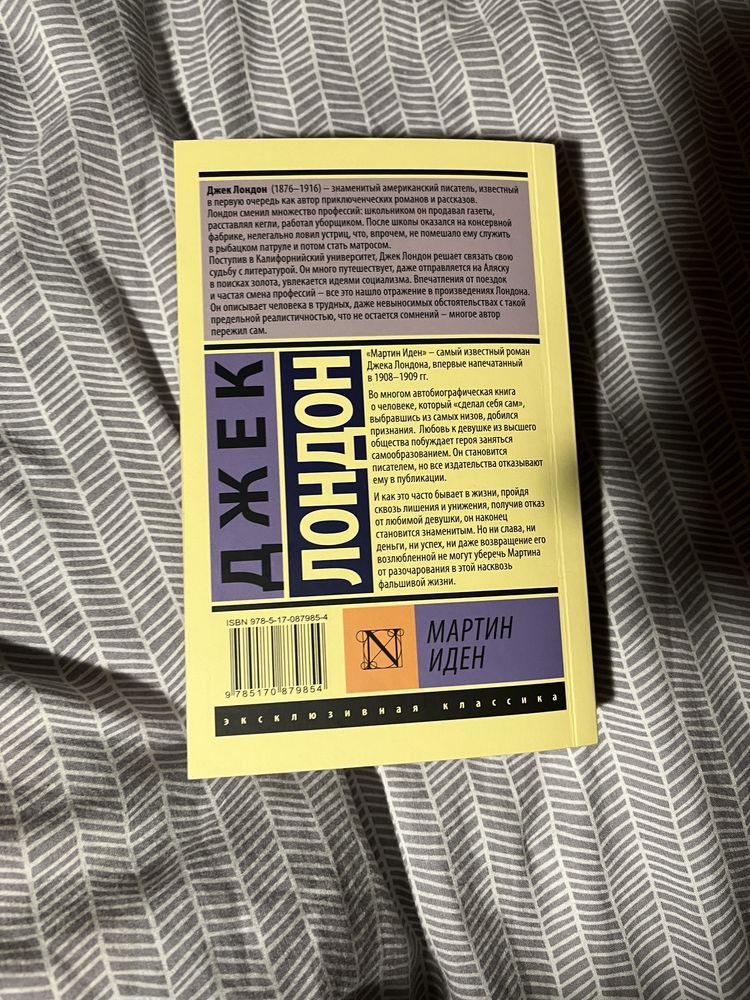 Джек Лондон (1876–1916) – знаменитый американский писатель, известный
в первую очередь как автор приключенческих романов и рассказов.
Лондон сменил множество профессий: школьником он продавал газеты,
расставлял кегли, работал уборщиком. После школы оказался на консервной
фабрике, нелегально ловил устриц, что, впрочем, не помешало ему служить
в рыбацком патруле и потом стать матросом.
Поступив в Калифорнийский университет, Джек Лондон решает связать свою
судьбу с литературой. Он много путешествует, даже отправляется на Аляску
в поисках золота, увлекается идеями социализма. Впечатления от поездок
и частая смена профессий – все это нашло отражение в произведениях Лондона.
Он описывает человека в трудных, даже невыносимых обстоятельствах с такой
предельной реалистичностью, что не остается сомнений – многое автор
пережил сам.
ДЖЕК
ЛОНДОН
«Мартин Иден» – самый известный роман
Джека Лондона, впервые напечатанный
в 1908–1909 гг.
Во многом автобиографическая книга
о человеке, который «сделал себя сам»,
выбравшись из самых низов, добился
признания. Любовь к девушке из высшего
общества побуждает героя заняться
самообразованием. Он становится
писателем, но все издательства отказывают
ему в публикации.
И как это часто бывает в жизни, пройдя
сквозь лишения и унижения, получив отказ
от любимой девушки, он наконец
становится знаменитым. Но ни слава, ни
деньги, ни успех, ни даже возвращение его
возлюбленной не могут уберечь Мартина
от разочарования в этой насквозь
фальшивой жизни.
ISBN 978-5-17-087985-4
9 785170 879854
N
МАРТИН
ИДЕН
эксклюзивная классика